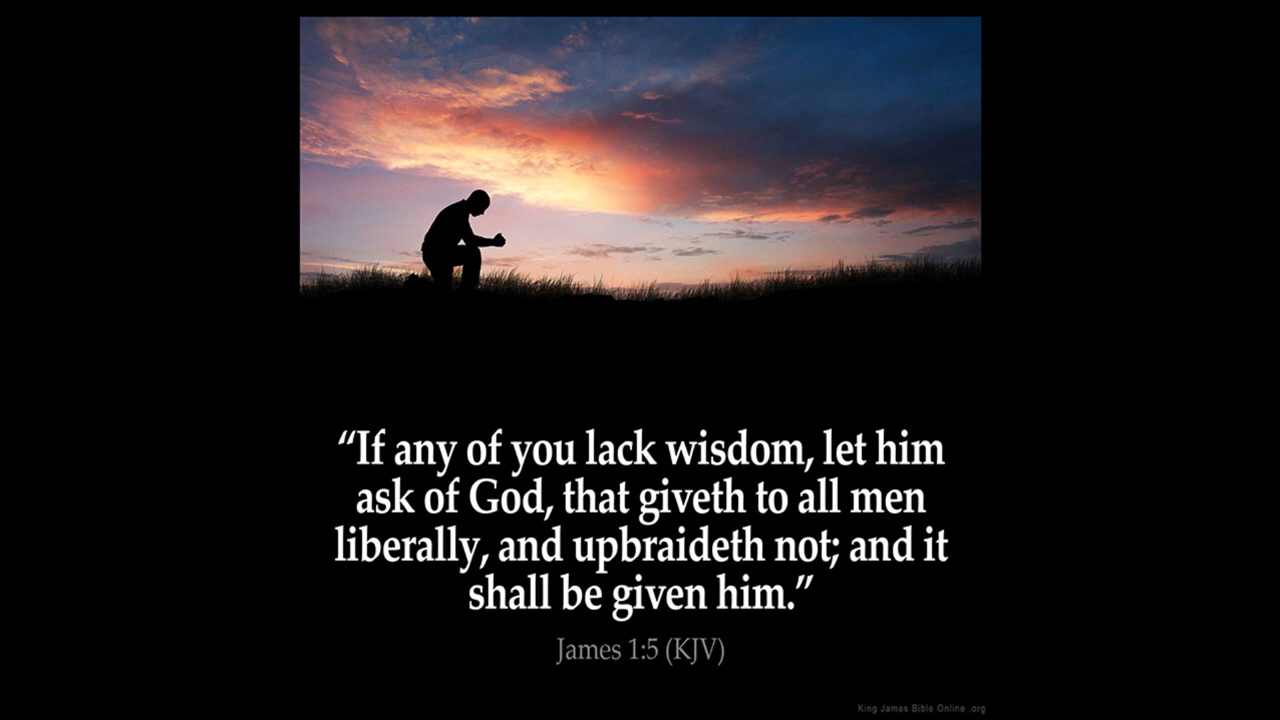 “If any of you lack wisdom, let him
ask of God, that giveth to all men
liberally, and upbraideth not; and it
shall be given him.”
James 1:5 (KJV)
King James Bible Online .org